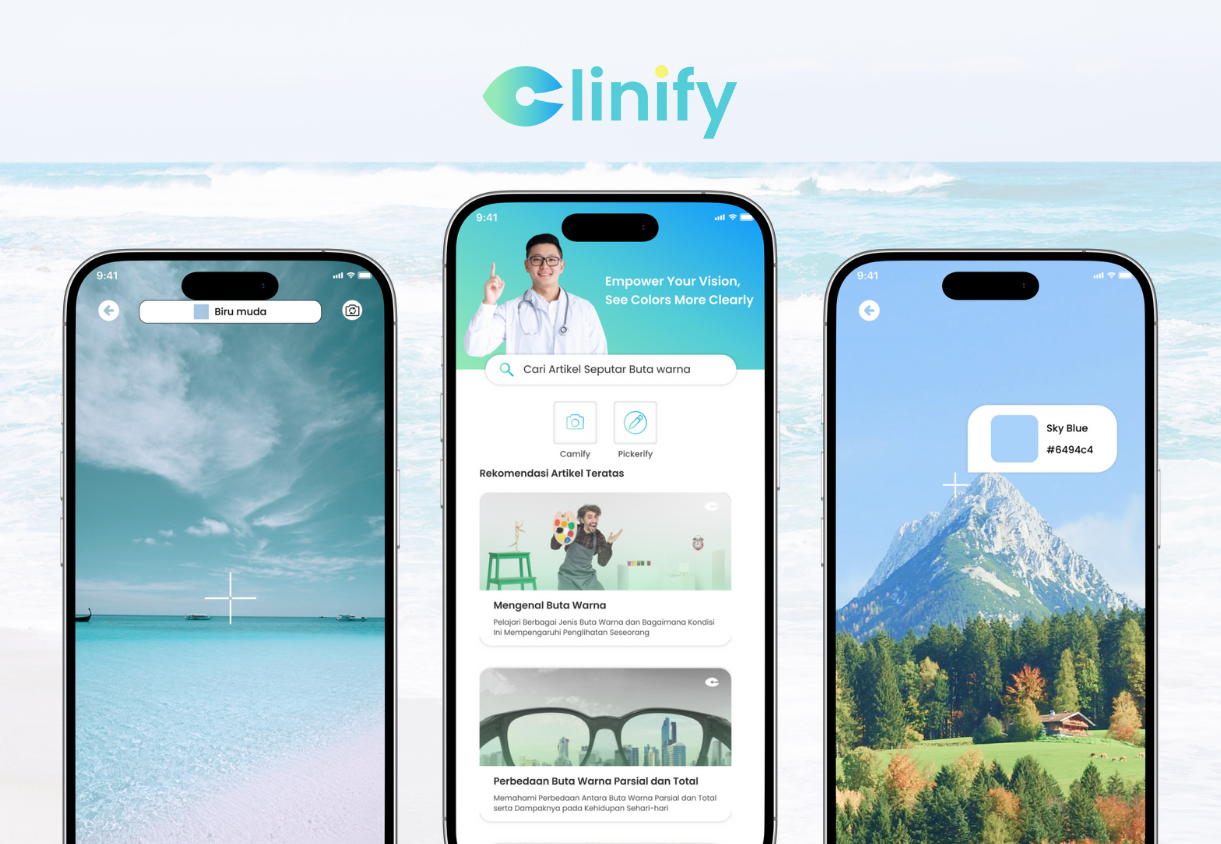 Clinify
9:41
Biru muda
9:41
Empower Your Vision,
See Colors More Clearly
Cari Artikel Seputar Buta warna
Camify
Pickerify
Rekomendasi Artikel Teratas
Mengenal Buta Warna
Pelajari Berbagai Jenis Buta Warna dan Bagaimana Kondisi
Ini Mempengaruhi Penglihatan Seseorang
Perbedaan Buta Warna Parsial dan Total
Memahami Perbedaan Antara Buta Warna Parsial dan Total
serta Dampaknya pada Kehidupan Sehari-hari
9:41
Sky Blue
#6494c4